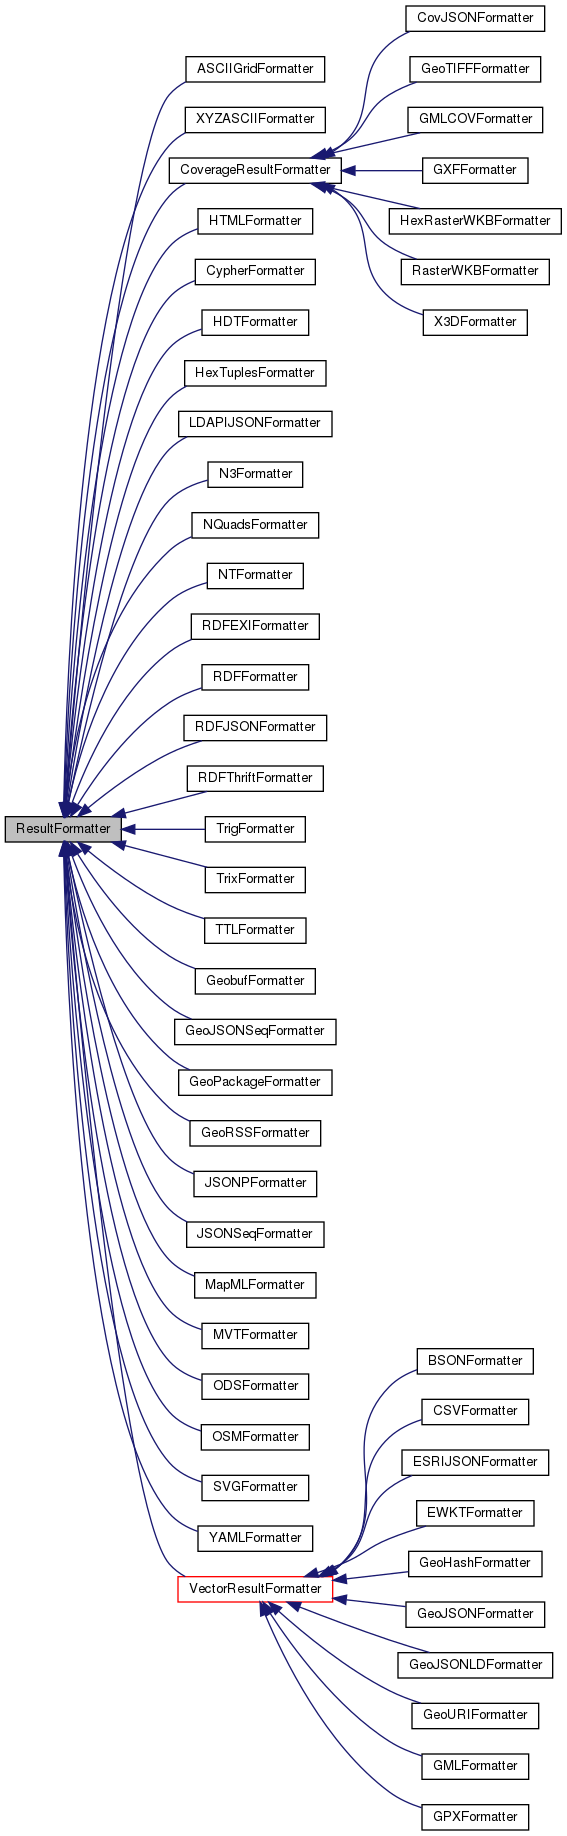 CovJSONFormatter
ASCIIGridFormatter
GeoTIFFFormatter
XYZASCIIFormatter
GMLCOVFormatter
CoverageResultFormatter
GXFFormatter
HTMLFormatter
HexRasterWKBFormatter
CypherFormatter
RasterWKBFormatter
HDTFormatter
X3DFormatter
HexTuplesFormatter
LDAPIJSONFormatter
N3Formatter
NQuadsFormatter
NTFormatter
RDFEXIFormatter
RDFFormatter
RDFJSONFormatter
RDFThriftFormatter
ResultFormatter
TrigFormatter
TrixFormatter
TTLFormatter
GeobufFormatter
GeoJSONSeqFormatter
GeoPackageFormatter
GeoRSSFormatter
JSONPFormatter
JSONSeqFormatter
MapMLFormatter
MVTFormatter
BSONFormatter
ODSFormatter
CSVFormatter
OSMFormatter
ESRIJSONFormatter
SVGFormatter
EWKTFormatter
YAMLFormatter
GeoHashFormatter
VectorResultFormatter
GeoJSONFormatter
GeoJSONLDFormatter
GeoURIFormatter
GMLFormatter
GPXFormatter